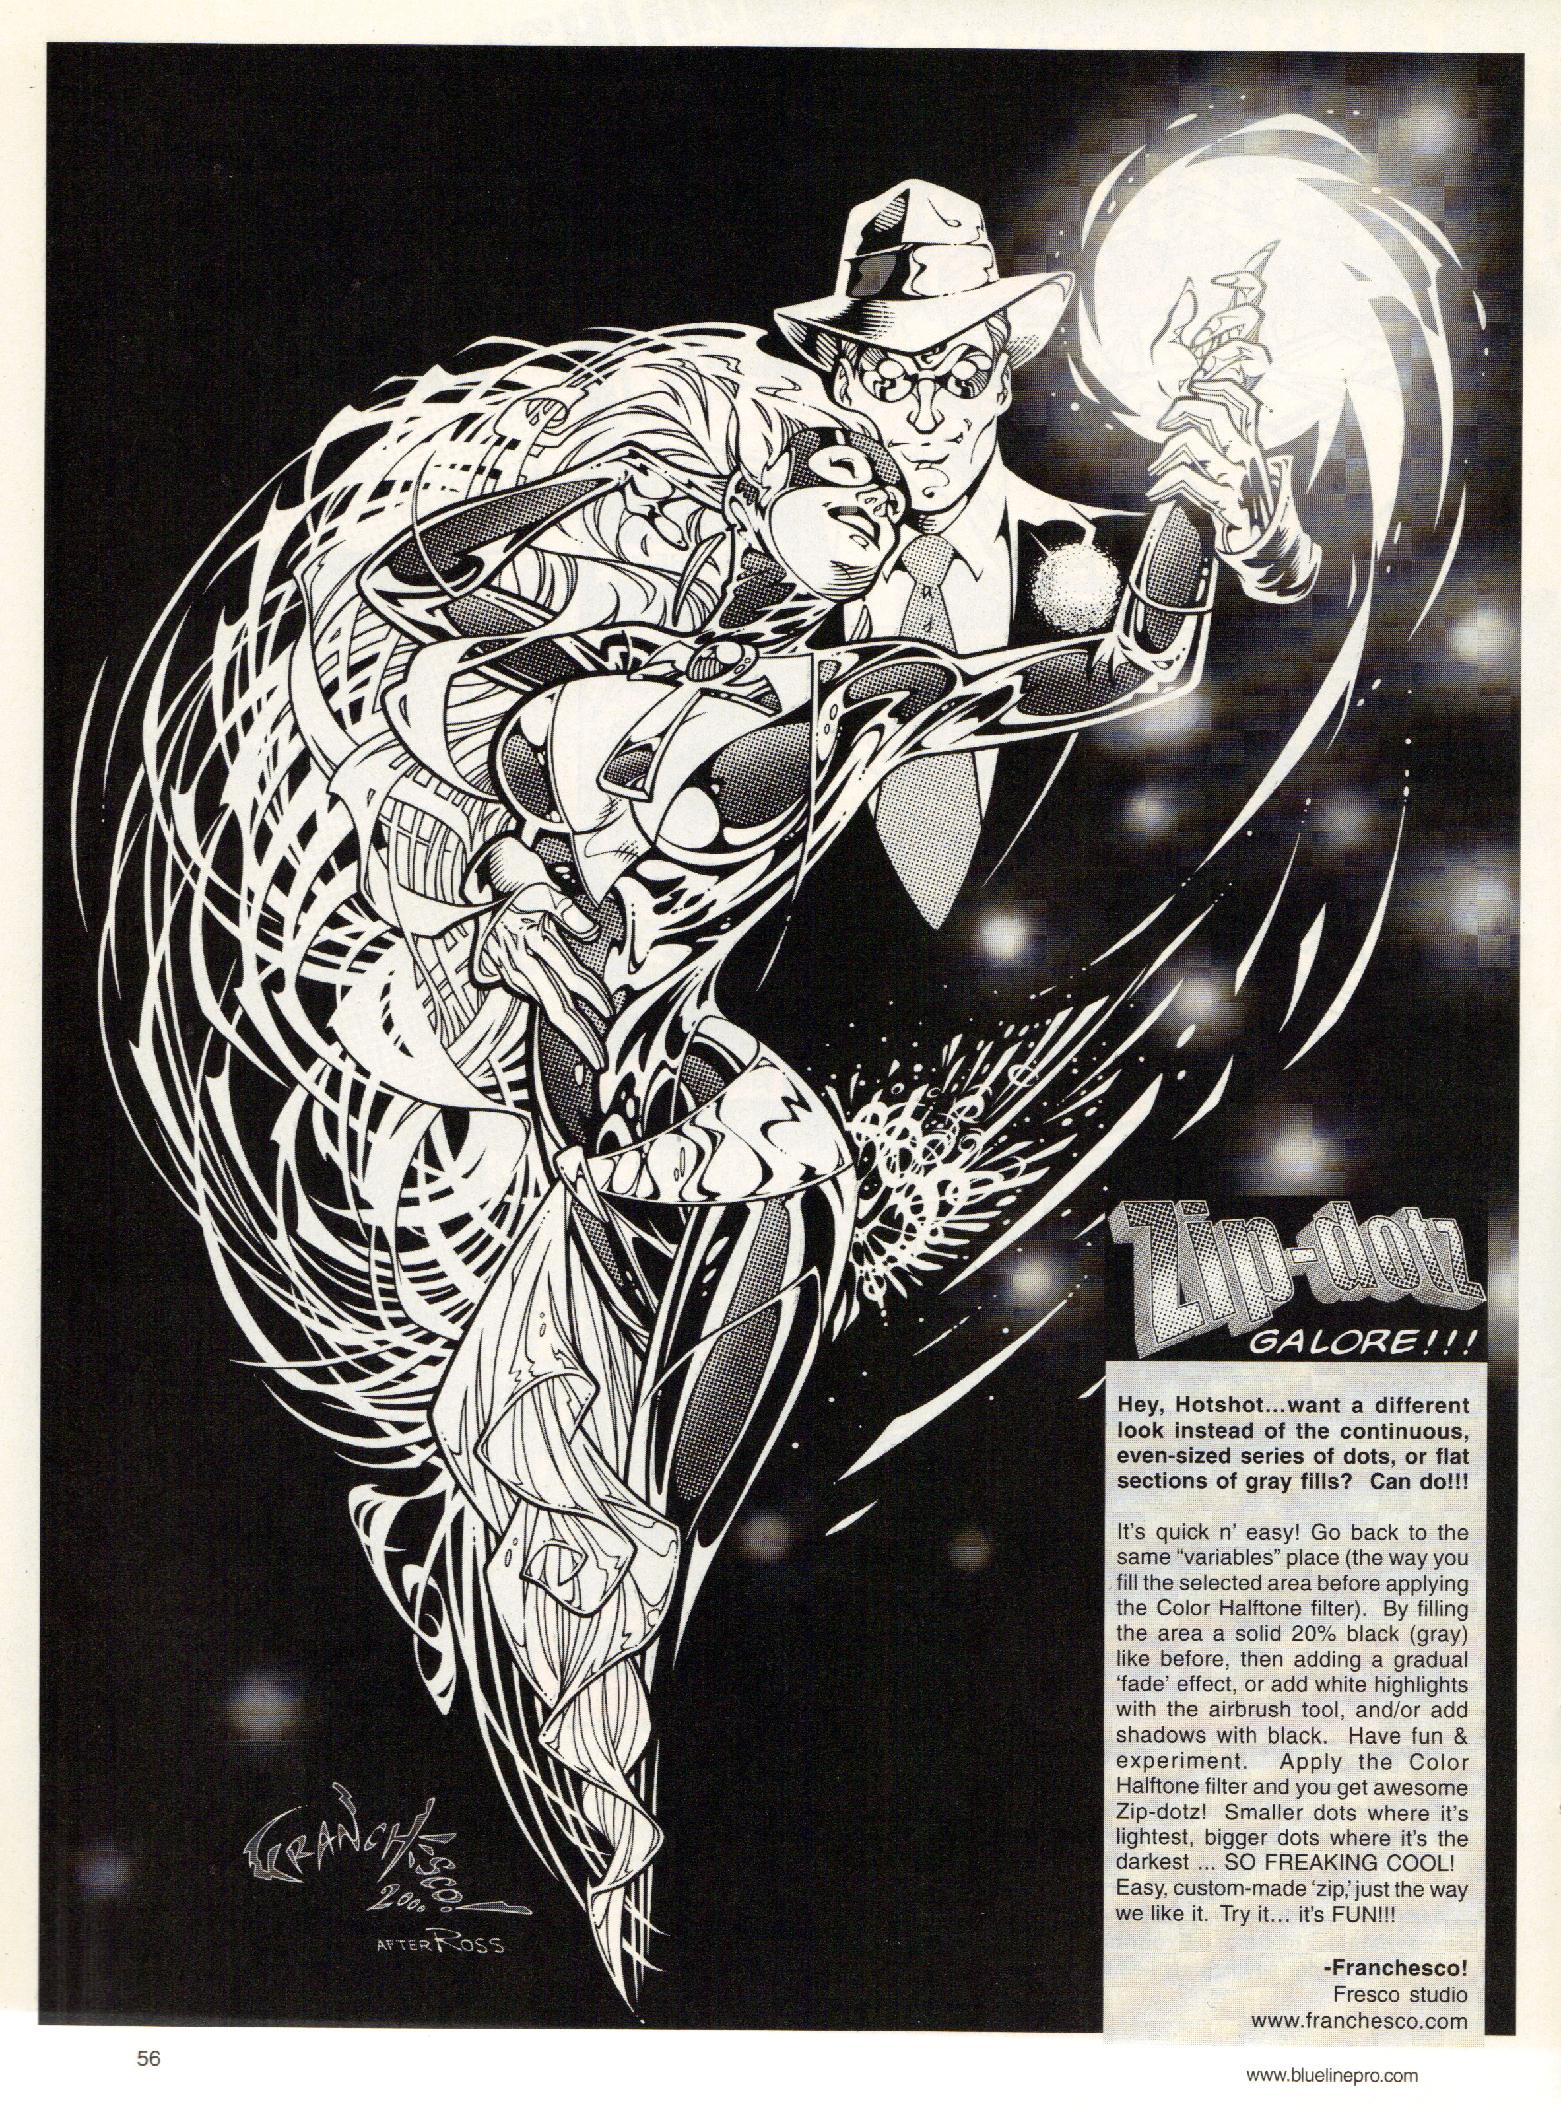 Zip-dotz
GALORE!!!
Hey, Hotshot...want a different
look instead of the continuous,
even-sized series of dots, or flat
sections of gray fills? Can do!!!
It's quick n' easy! Go back to the
same “variables” place (the way you
fill the selected area before applying
the Color Halftone filter). By filling
the area a solid 20% black (gray)
like before, then adding a gradual
‘fade’ effect, or add white highlights
with the airbrush tool, and/or add
shadows with black. Have fun &
experiment. Apply the Color
Halftone filter and you get awesome
Zip-dotz! Smaller dots where it's
lightest, bigger dots where it's the
darkest ... SO FREAKING COOL!
Easy, custom-made ‘zip,’ just the way
we like it. Try it... it's FUN!!!
-Franchesco!
Fresco studio
www.franchesco.com
FRANCHESCO!
2000
AFTER ROSS
56
www.bluelinepro.com